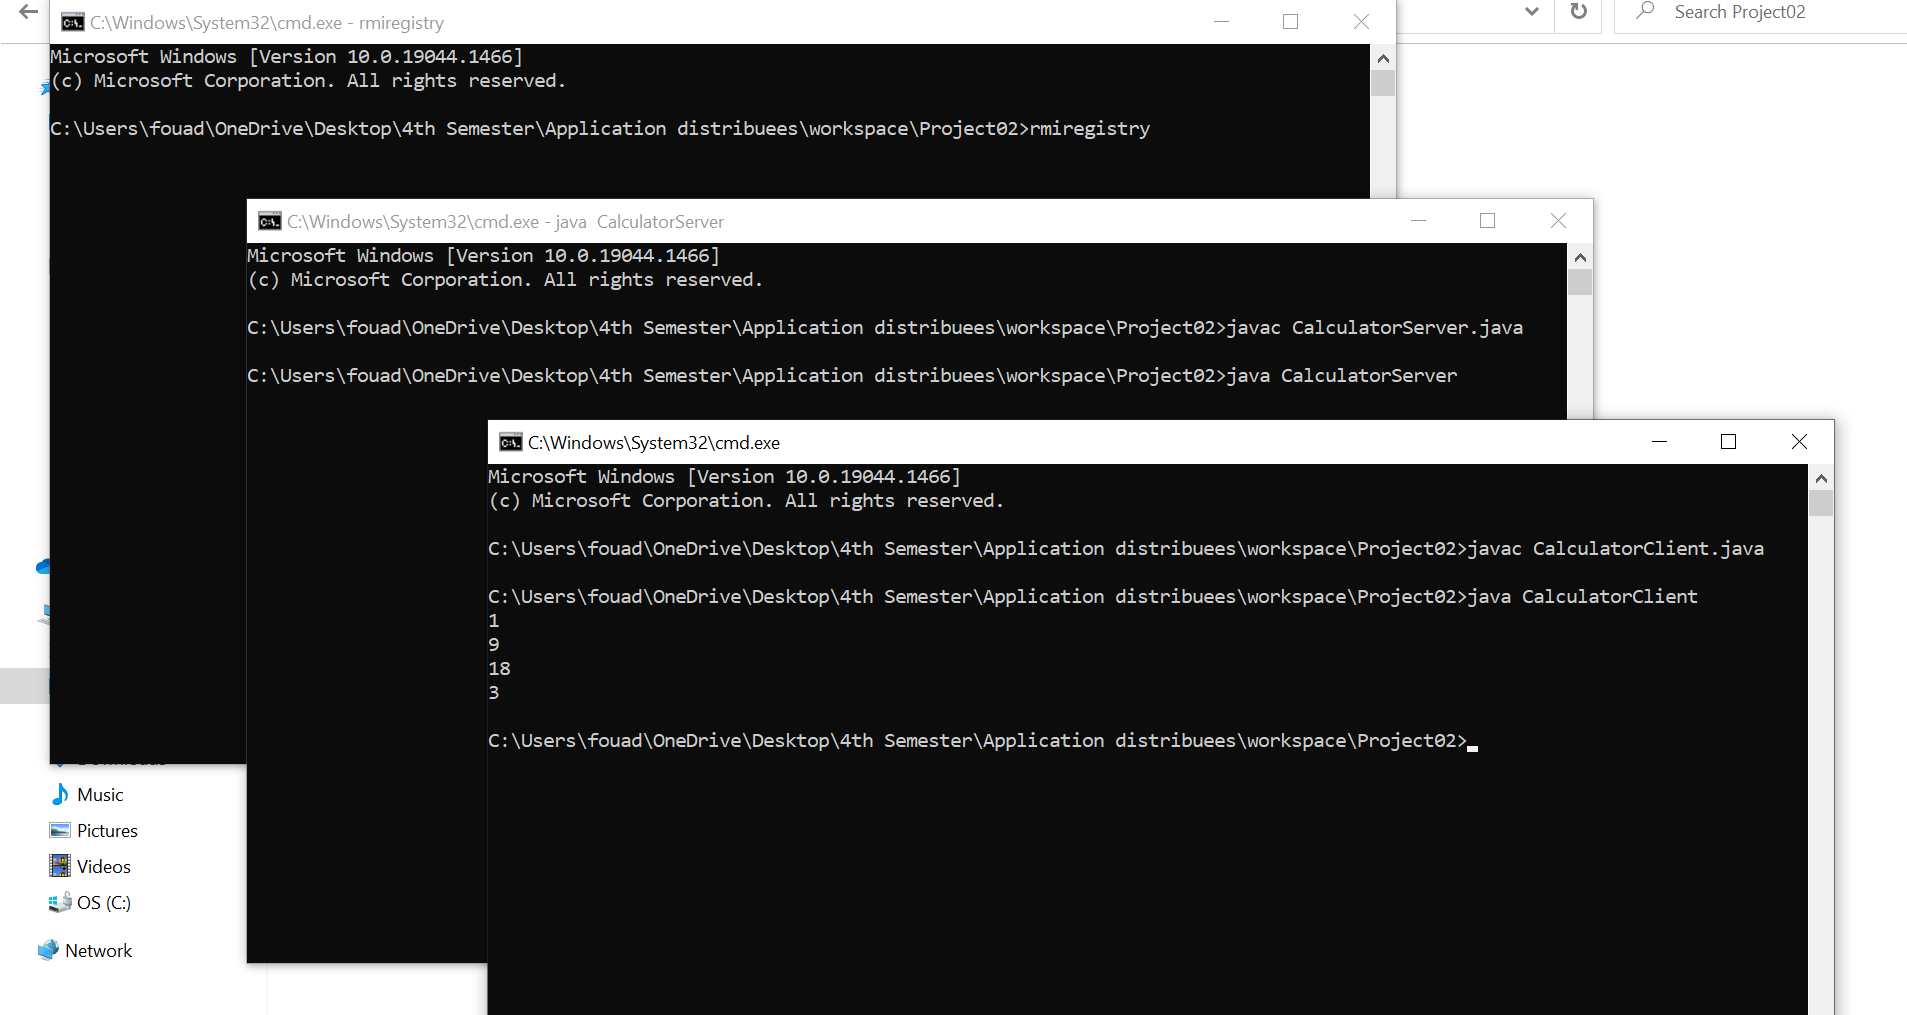 C:\Windows\System32\cmd.exe - rmiregistry
Search Project02
Microsoft Windows [Version 10.0.19044.1466]
(c) Microsoft Corporation. All rights reserved.
C:\Users\fouad\OneDrive\Desktop\4th Semester\Application distribuees\workspace\Project02>rmiregistry
C:\Windows\System32\cmd.exe - java  CalculatorServer
Microsoft Windows [Version 10.0.19044.1466]
(c) Microsoft Corporation. All rights reserved.
C:\Users\fouad\OneDrive\Desktop\4th Semester\Application distribuees\workspace\Project02>javac CalculatorServer.java
C:\Users\fouad\OneDrive\Desktop\4th Semester\Application distribuees\workspace\Project02>java CalculatorServer
C:\Windows\System32\cmd.exe
Microsoft Windows [Version 10.0.19044.1466]
(c) Microsoft Corporation. All rights reserved.
C:\Users\fouad\OneDrive\Desktop\4th Semester\Application distribuees\workspace\Project02>javac CalculatorClient.java
C:\Users\fouad\OneDrive\Desktop\4th Semester\Application distribuees\workspace\Project02>java CalculatorClient
1
9
18
3
C:\Users\fouad\OneDrive\Desktop\4th Semester\Application distribuees\workspace\Project02>
Music
Pictures
Videos
OS (C:)
Network